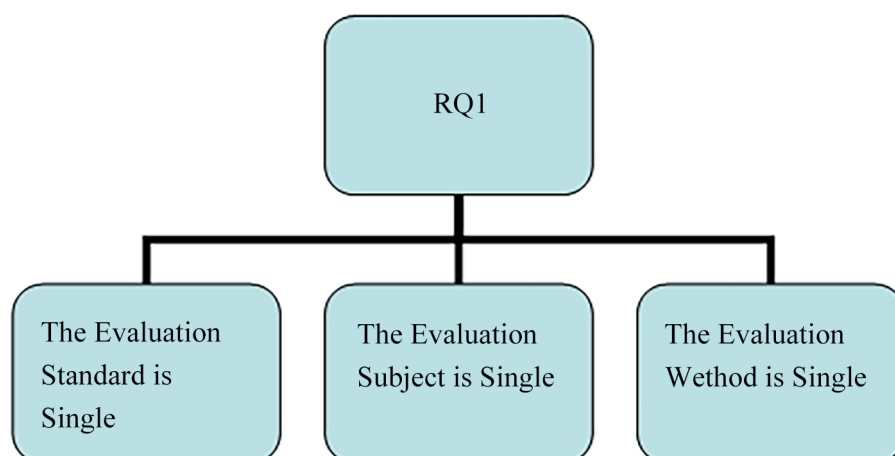 RQ1
The Evaluation
Standard is
Single
The Evaluation
Subject is Single
The Evaluation
Wethod is Single